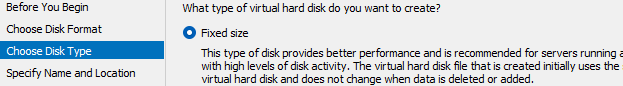 Before You Begin
Choose Disk Format
Choose Disk Type
Specify Name and Location
What type of virtual hard disk do you want to create?
Fixed size
This type of disk provides better performance and is recommended for servers running a
with high levels of disk activity. The virtual hard disk file that is created initially uses the
virtual hard disk and does not change when data is deleted or added.